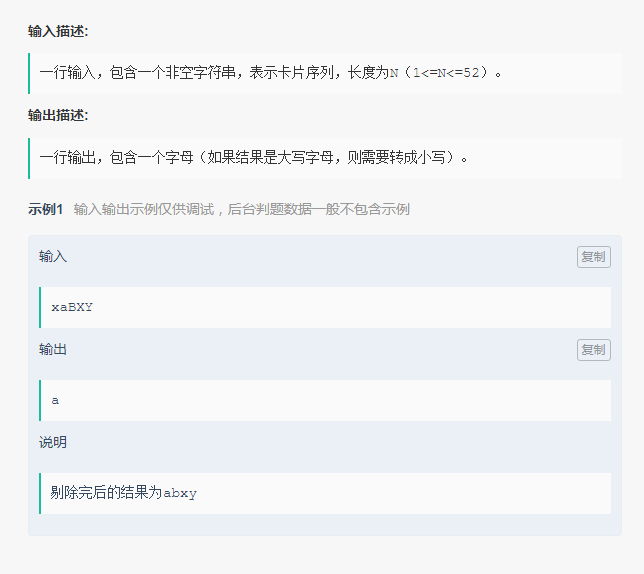 输入描述:
一行输入，包含一个非空字符串，表示卡片序列，长度为N（1<=N<=52）。
输出描述:
一行输出，包含一个字母（如果结果是大写字母，则需要转成小写）。
示例1 输入输出示例仅供调试，后台判题数据一般不包含示例
输入 复制
xaBXY
输出 复制
a
说明
剔除完后的结果为abxy